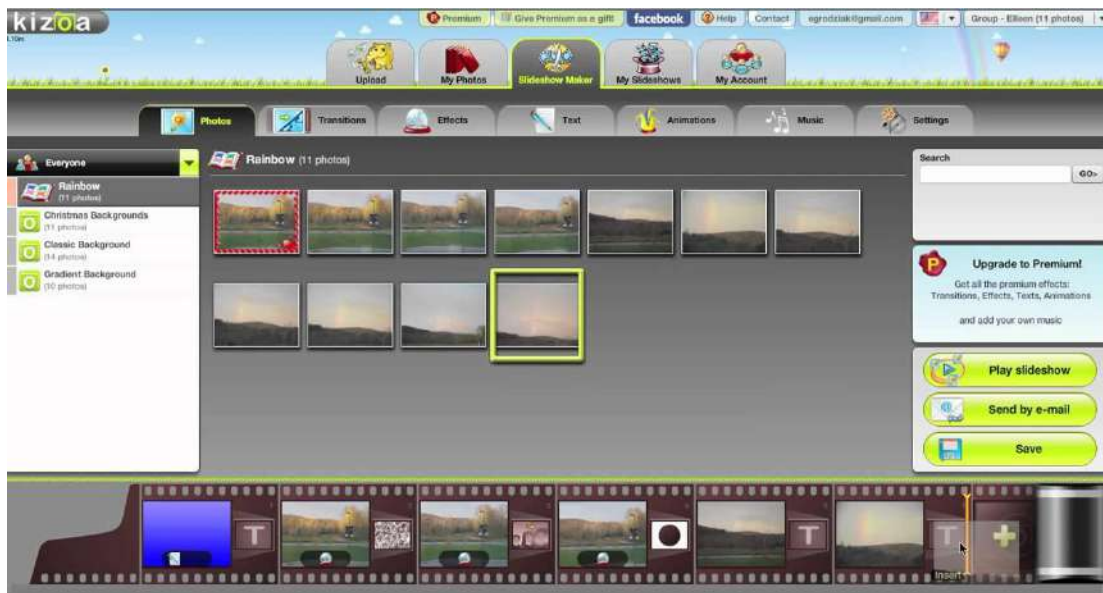 kizoa
Premium
Give Premium as a gift!
facebook
Help
Contact
egrodziak@gmail.com
Group - Eileen (11 photos)
Upload
My Photos
Slideshow Maker
My Slideshows
My Account
Photos
Transitions
Effects
Text
Animations
Music
Settings
Everyone
Rainbow
(11 photos)
Christmas Backgrounds
(11 photos)
Classic Background
(14 photos)
Gradient Background
(10 photos)
Rainbow (11 photos)
Search
GO>
P
Upgrade to Premium!
Get all the premium effects:
Transitions, Effects, Texts, Animations
and add your own music
Play slideshow
Send by e-mail
Save
T
T
T
Insert